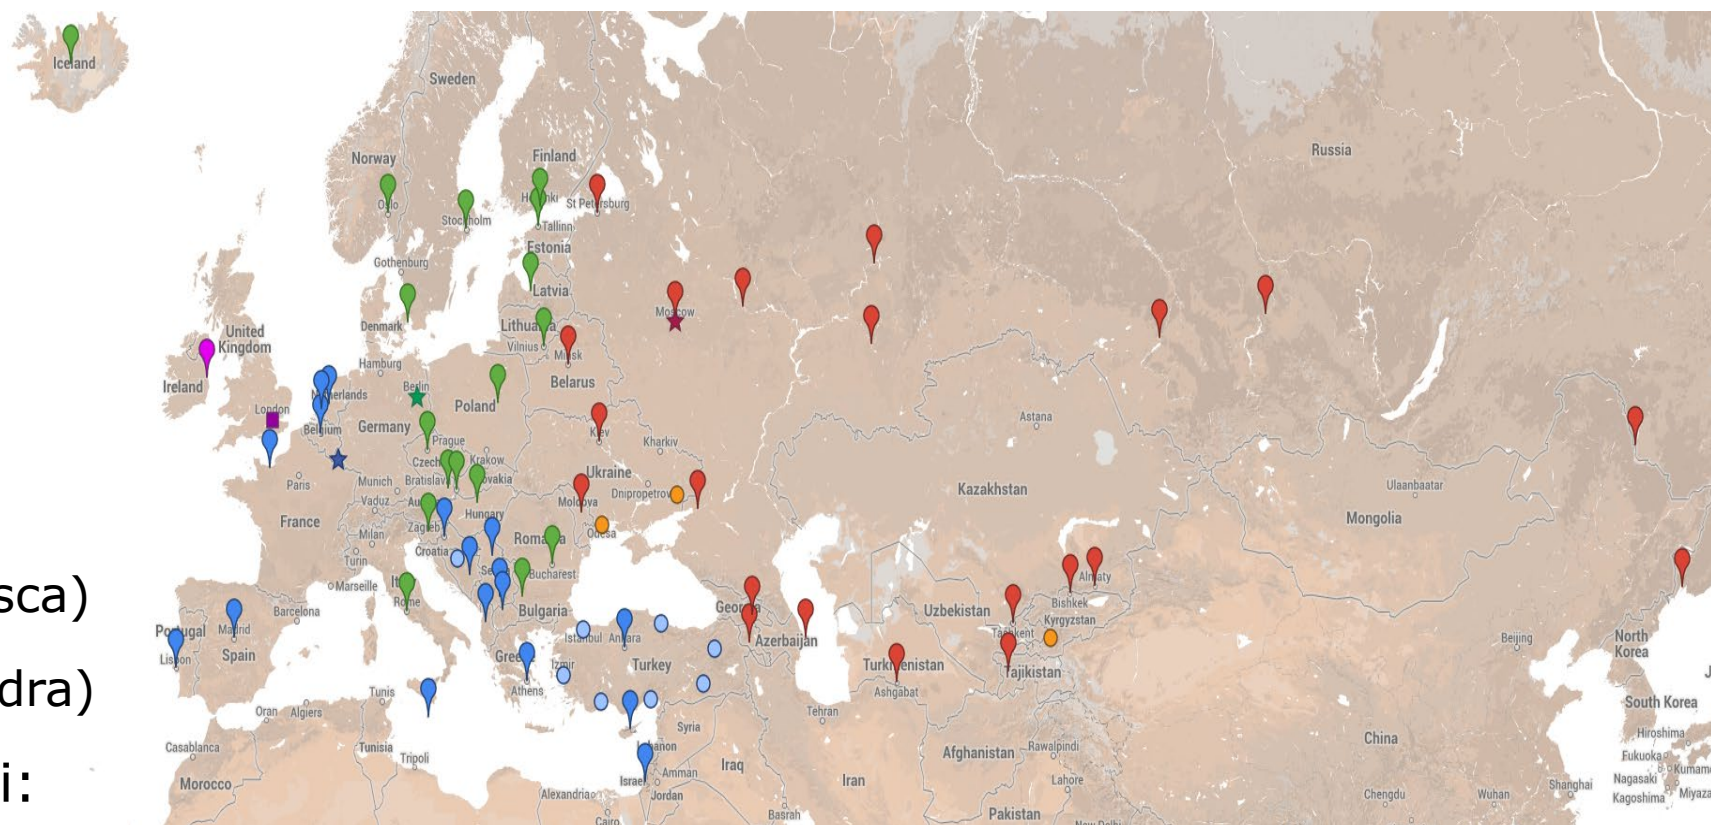 Iceland
Sweden
Norway
Finland
Oslo
Stockholm
St Petersburg
Tallinn
Estonia
Russia
Gothenburg
Latvia
Denmark
Moscow
Lithuania
United
Kingdom
Vilnius
Minsk
Hamburg
Ireland
Berlin
Belarus
Netherlands
London
Poland
Astana
Belgium
Germany
Kiev
Kharkiv
Prague
Czech
Krakow
Ukraine
Paris
Munich
Bratislava
Slovakia
Dnipropetrov
Kazakhstan
Ulaanbaatar
Vaduz
Moldova
France
Zagreb
Hungary
Mongolia
Milan
Odesa
Croatia
Romania
Turin
Bucharest
Almaty
sca)
Marseille
Rome
Bishkek
Barcelona
Bulgaria
Georgia
Uzbekistan
Kyrgyzstan
Portugal
Madrid
Istanbul
Ankara
Azerbaijan
Tashkent
Beijing
North
Korea
Lisbon
Spain
Greece
Izmir
Turkey
Turkmenistan
Tajikistan
dra)
Tunis
Athens
Ashgabat
South Korea
Oran
Algiers
Tehran
Syria
Hiroshima
Casablanca
Tunisia
Lebanon
Afghanistan
Rawalpindi
China
Tripoli
Iraq
Fukuoka
i:
Morocco
Israel
Amman
Iran
Lahore
Nagasaki
Kumam
Alexandria
Jordan
Chengdu
Wuhan
Shanghai
Kagoshima
Miyaza
Cairo
Basrah
Pakistan
New Delhi